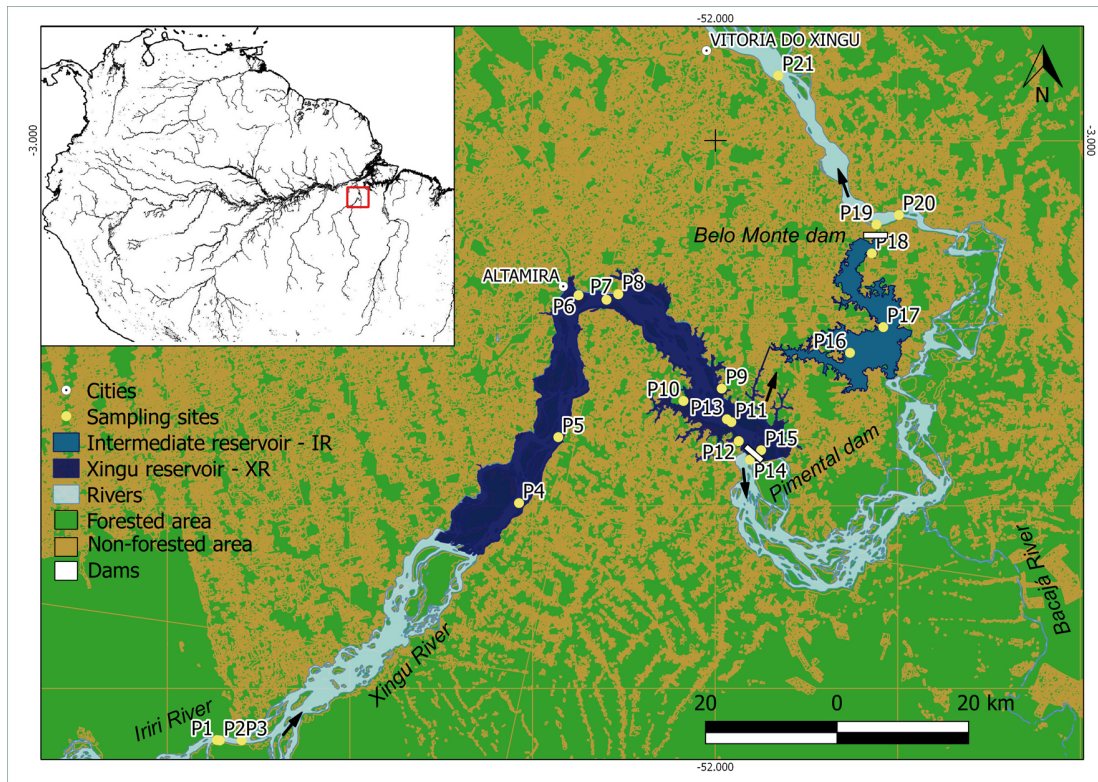 -52.000
VITORIA DO XINGU
P21
N
-3.000
-3.000
P19
P20
Belo Monte dam
P18
ALTAMIRA
P6
P7
P8
P17
P16
Cities
P10
P9
Sampling sites
P13
P11
Intermediate reservoir - IR
P5
P12
P15
Xingu reservoir - XR
P14
Pimental dam
Rivers
P4
Forested area
Non-forested area
Dams
Bacajá River
Xingu River
Iriri River
P1
P2P3
20
0
20 km
-52.000